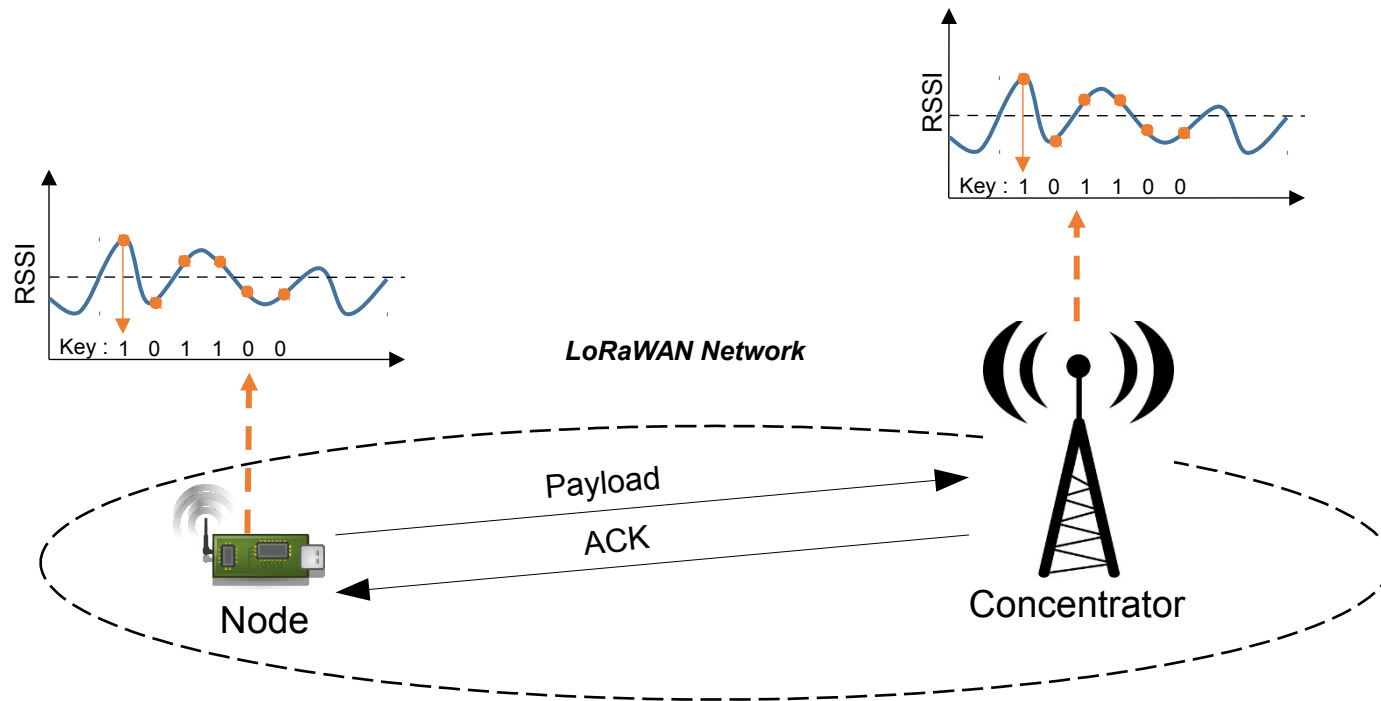 RSSI
Key : 1 0 1 1 0 0
RSSI
Key : 1 0 1 1 0 0
LoRaWAN Network
Payload
ACK
Node
Concentrator